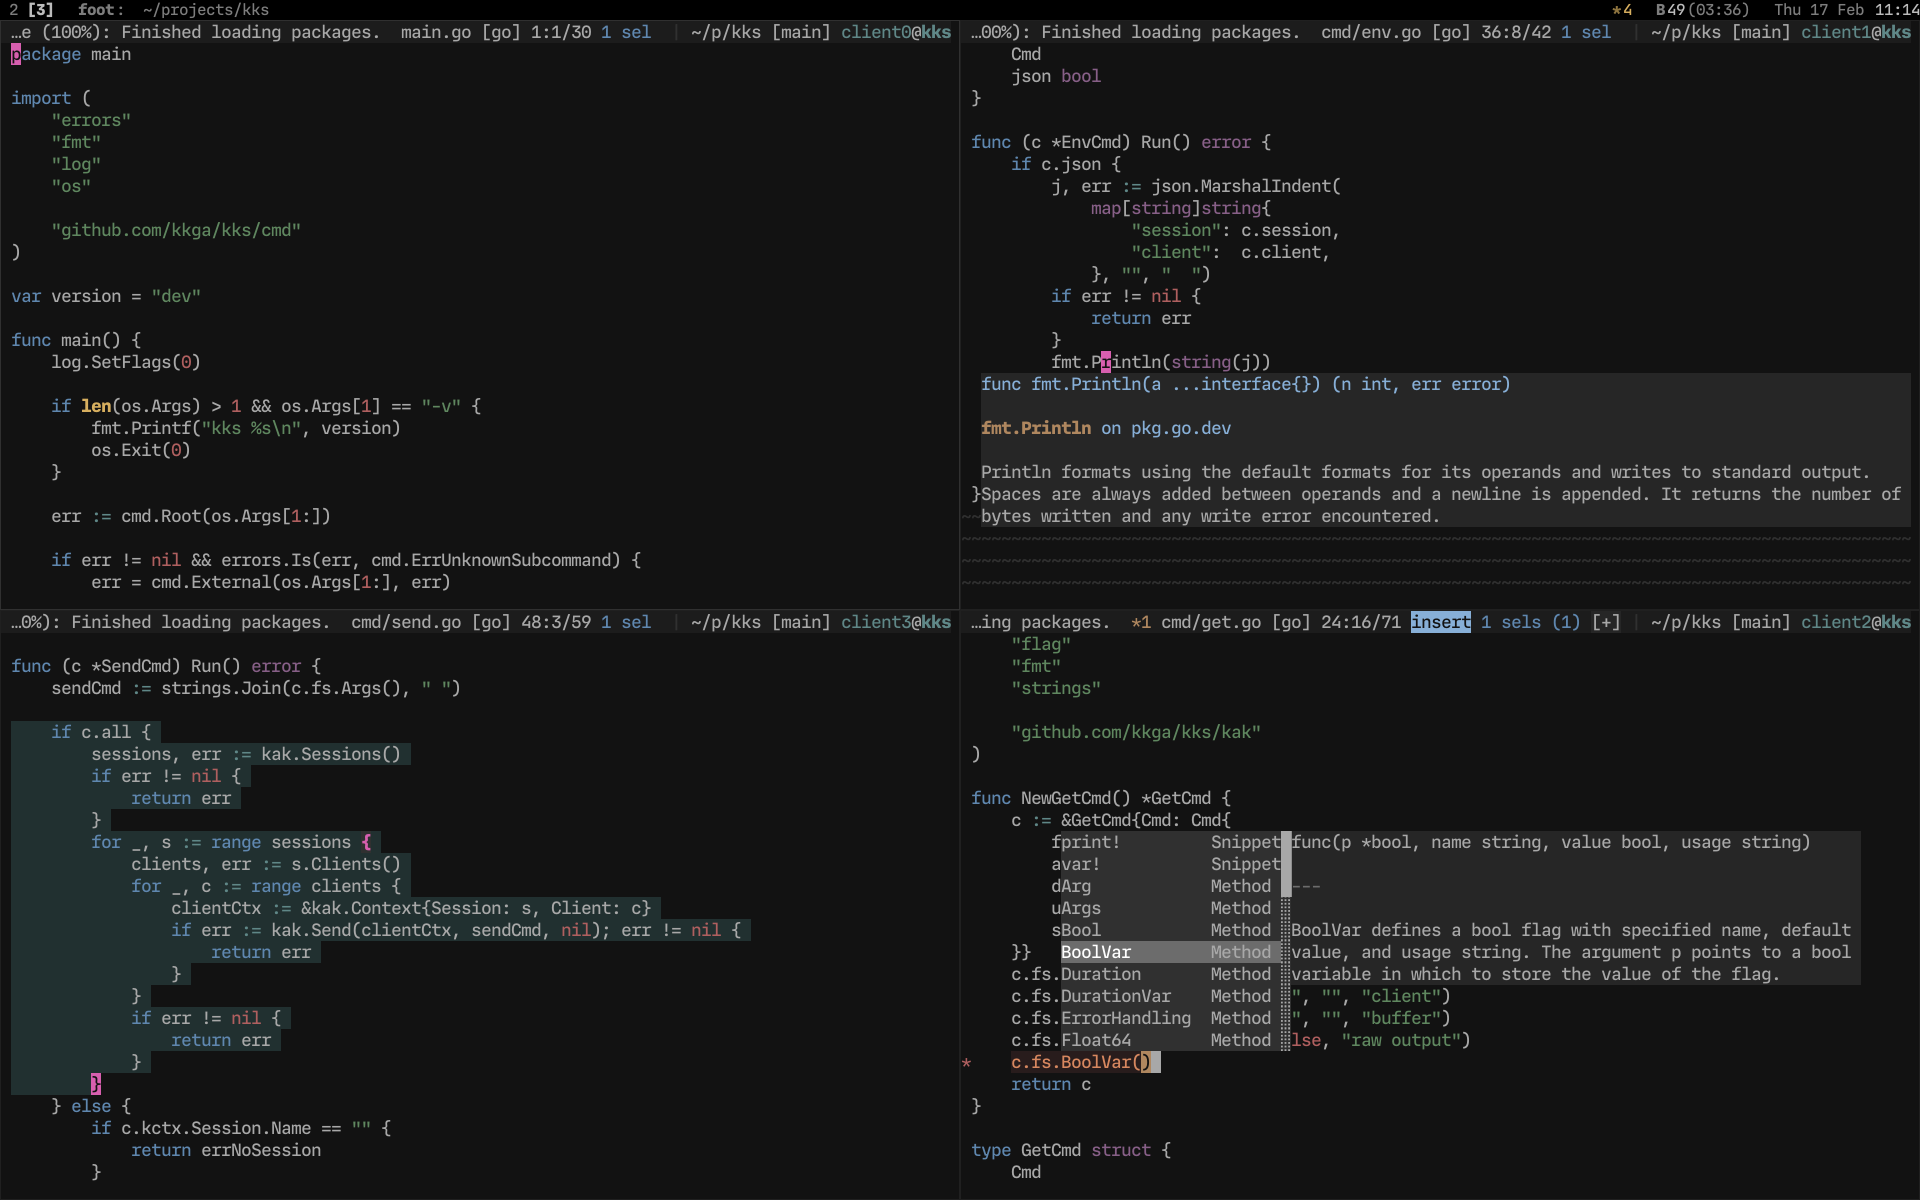 2 [3] foot: ~/projects/kks *4 B49(03:36) Thu 17 Feb 11:14
…e (100%): Finished loading packages. main.go [go] 1:1/30 1 sel | ~/p/kks [main] client0@kks
package main
import (
"errors"
"fmt"
"log"
"os"
"github.com/kkga/kks/cmd"
)
var version = "dev"
func main() {
log.SetFlags(0)
if len(os.Args) > 1 && os.Args[1] == "-v" {
fmt.Printf("kks %s\n", version)
os.Exit(0)
}
err := cmd.Root(os.Args[1:])
if err != nil && errors.Is(err, cmd.ErrUnknownSubcommand) {
err = cmd.External(os.Args[1:], err)
…00%): Finished loading packages. cmd/env.go [go] 36:8/42 1 sel | ~/p/kks [main] client1@kks
Cmd
json bool
}
func (c *EnvCmd) Run() error {
if c.json {
j, err := json.MarshalIndent(
map[string]string{
"session": c.session,
"client":  c.client,
}, "", "  ")
if err != nil {
return err
}
fmt.Println(string(j))
func fmt.Println(a ...interface{}) (n int, err error)
fmt.Println on pkg.go.dev
Println formats using the default formats for its operands and writes to standard output.
}Spaces are always added between operands and a newline is appended. It returns the number of
~~bytes written and any write error encountered.
…0%): Finished loading packages. cmd/send.go [go] 48:3/59 1 sel | ~/p/kks [main] client3@kks
func (c *SendCmd) Run() error {
sendCmd := strings.Join(c.fs.Args(), " ")
if c.all {
sessions, err := kak.Sessions()
if err != nil {
return err
}
for _, s := range sessions {
clients, err := s.Clients()
for _, c := range clients {
clientCtx := &kak.Context{Session: s, Client: c}
if err := kak.Send(clientCtx, sendCmd, nil); err != nil {
return err
}
}
if err != nil {
return err
}
}
} else {
if c.kctx.Session.Name == "" {
return errNoSession
}
…ing packages. *1 cmd/get.go [go] 24:16/71 insert 1 sels (1) [+] | ~/p/kks [main] client2@kks
"flag"
"fmt"
"strings"
"github.com/kkga/kks/kak"
)
func NewGetCmd() *GetCmd {
c := &GetCmd{Cmd: Cmd{
fprint! Snippet func(p *bool, name string, value bool, usage string)
avar! Snippet
dArg Method ---
uArgs Method
sBool Method BoolVar defines a bool flag with specified name, default
}} BoolVar Method value, and usage string. The argument p points to a bool
c.fs.Duration Method variable in which to store the value of the flag.
c.fs.DurationVar Method ", "", "client")
c.fs.ErrorHandling Method ", "", "buffer")
c.fs.Float64 Method lse, "raw output")
* c.fs.BoolVar()
return c
}
type GetCmd struct {
Cmd